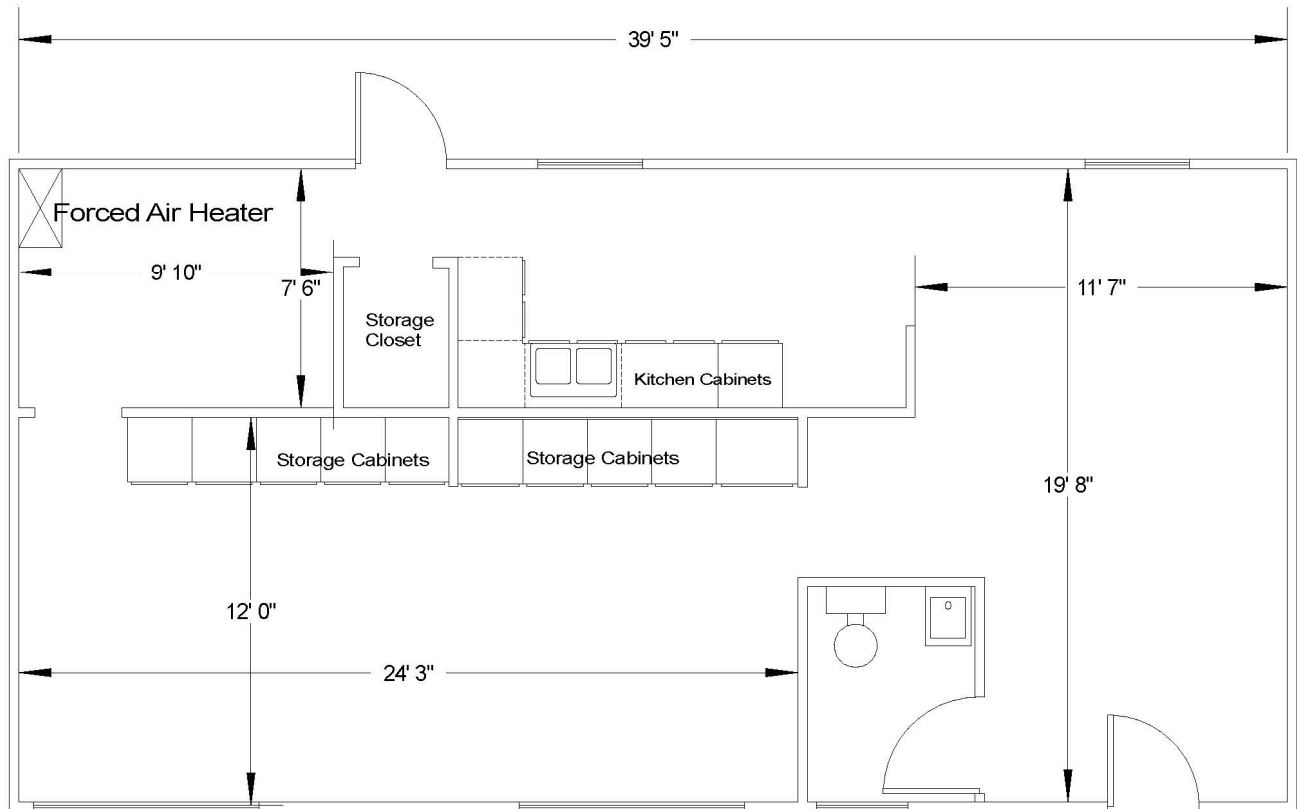 39' 5"
Forced Air Heater
9' 10"
7' 6"
11' 7"
Storage
Closet
Kitchen Cabinets
Storage Cabinets
Storage Cabinets
19' 8"
12' 0"
24' 3"